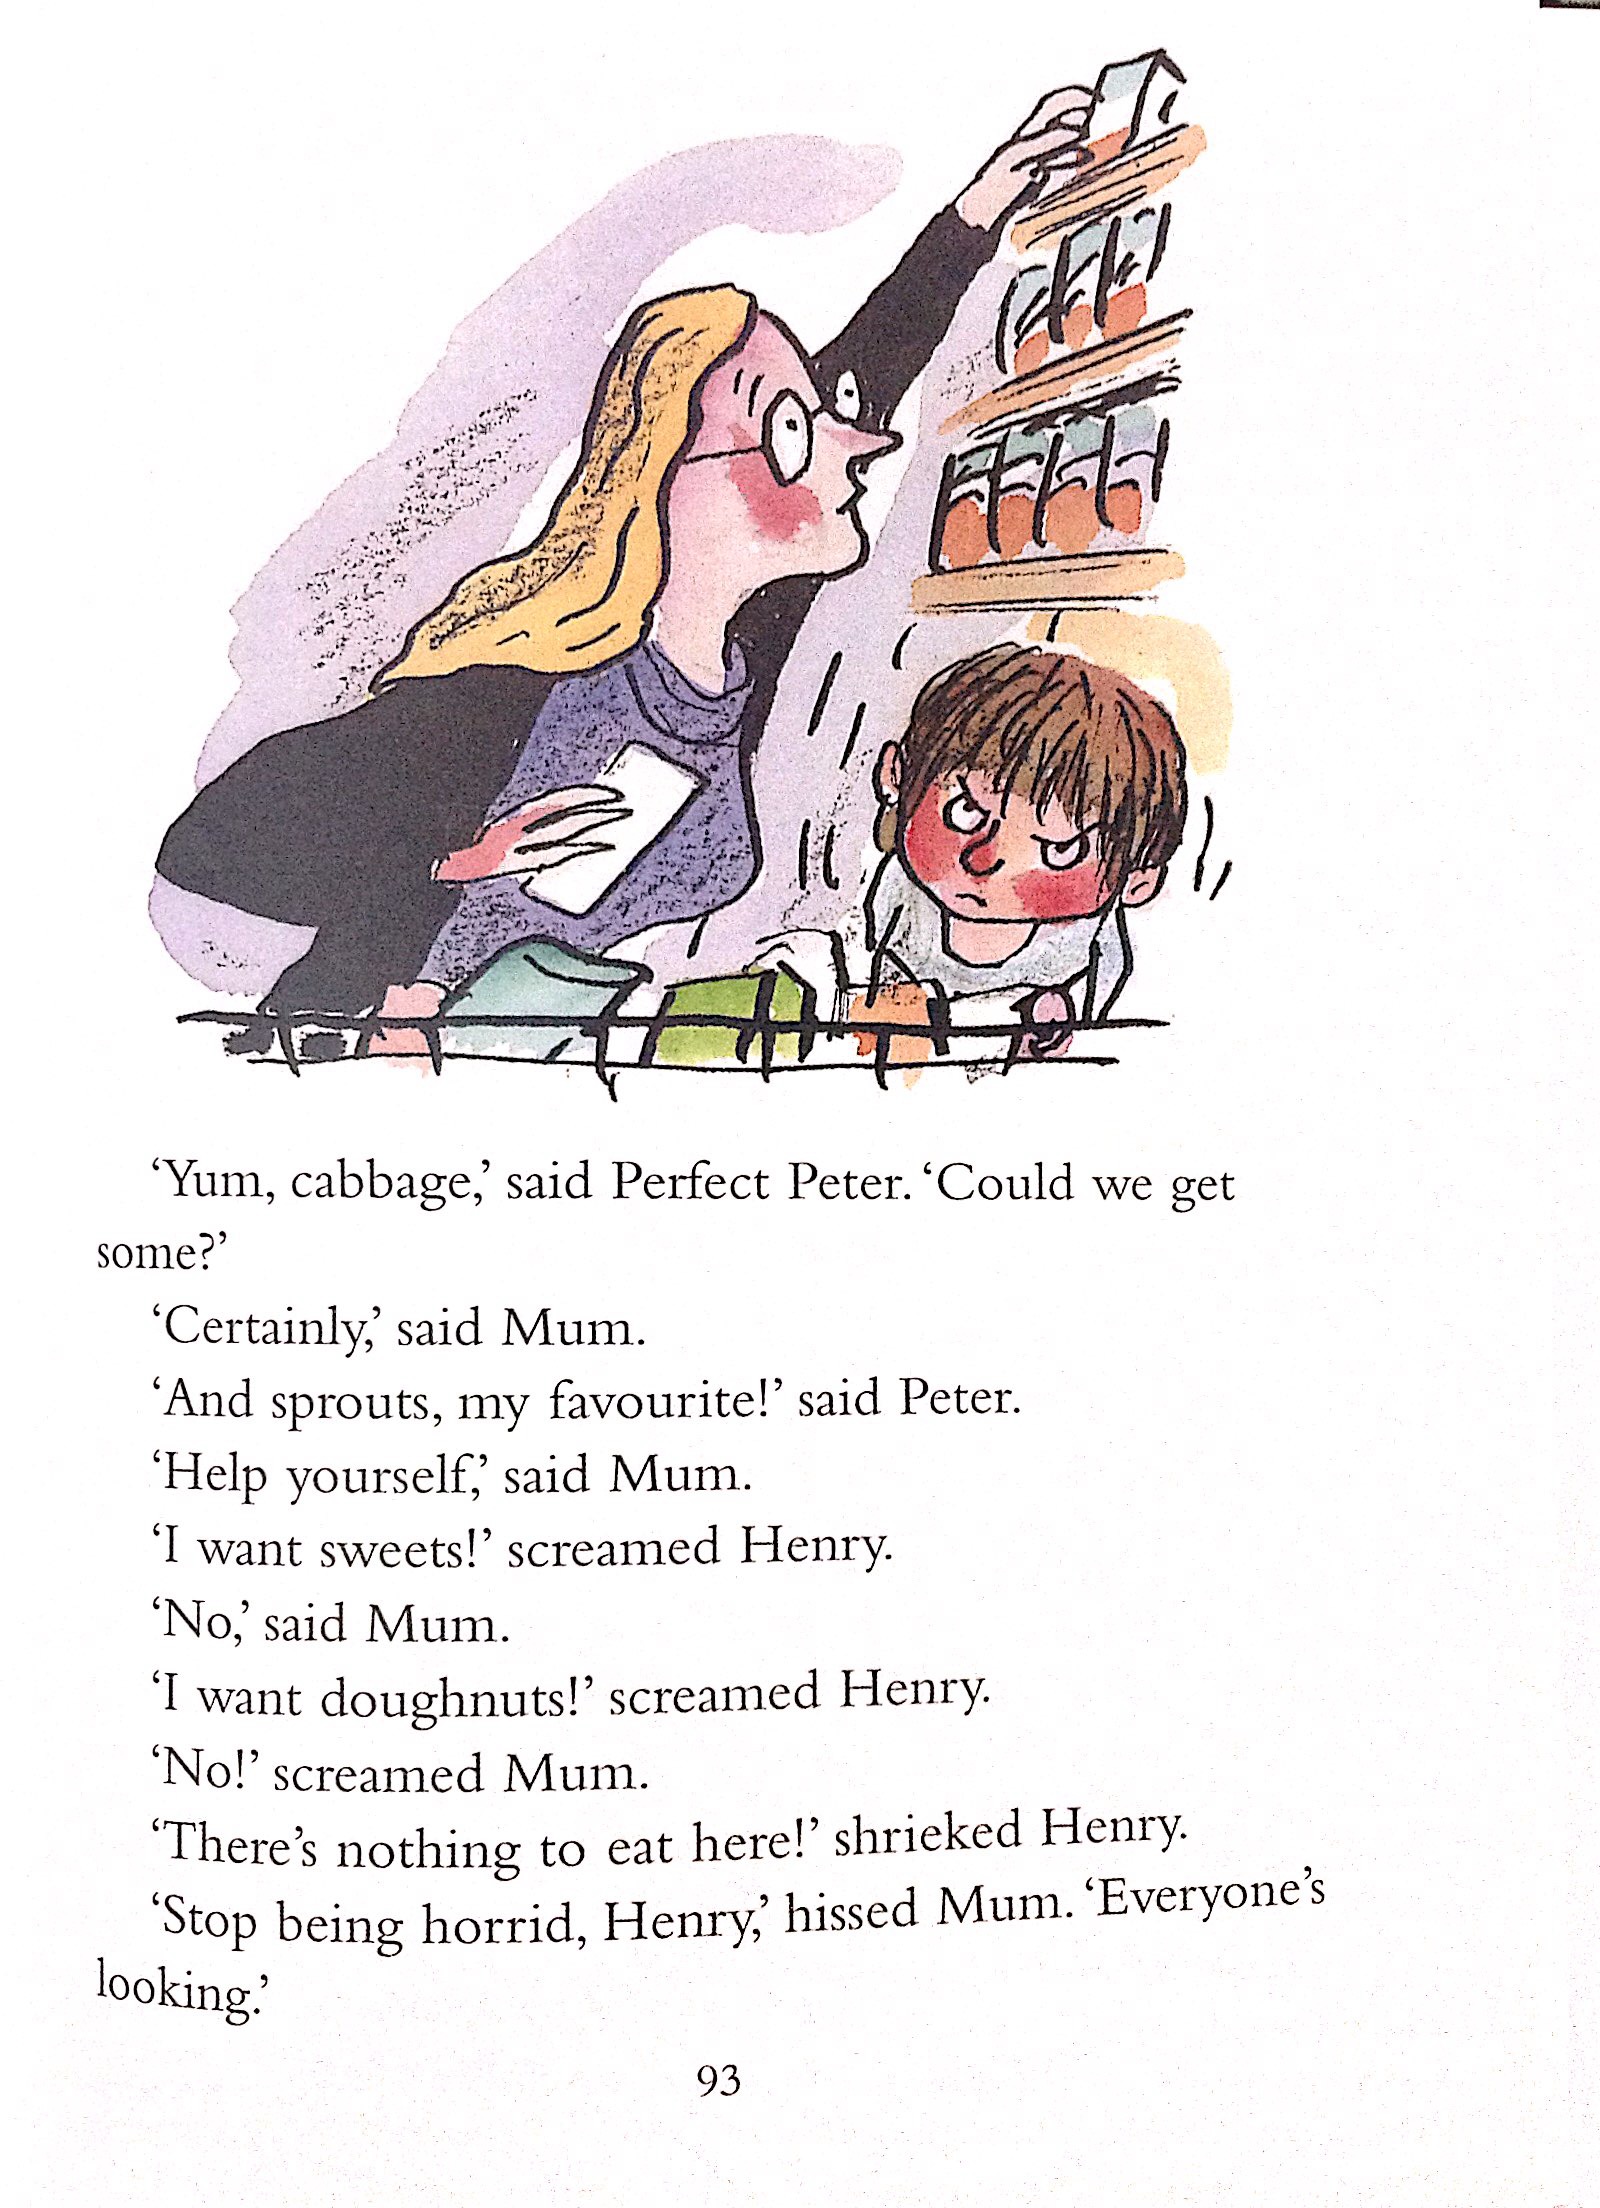 ‘Yum, cabbage,’ said Perfect Peter. ‘Could we get
some?’
‘Certainly,’ said Mum.
‘And sprouts, my favourite!’ said Peter.
‘Help yourself,’ said Mum.
‘I want sweets!’ screamed Henry.
‘No,’ said Mum.
‘I want doughnuts!’ screamed Henry.
‘No!’ screamed Mum.
‘There’s nothing to eat here!’ shrieked Henry.
‘Stop being horrid, Henry,’ hissed Mum. ‘Everyone’s
looking.’
93